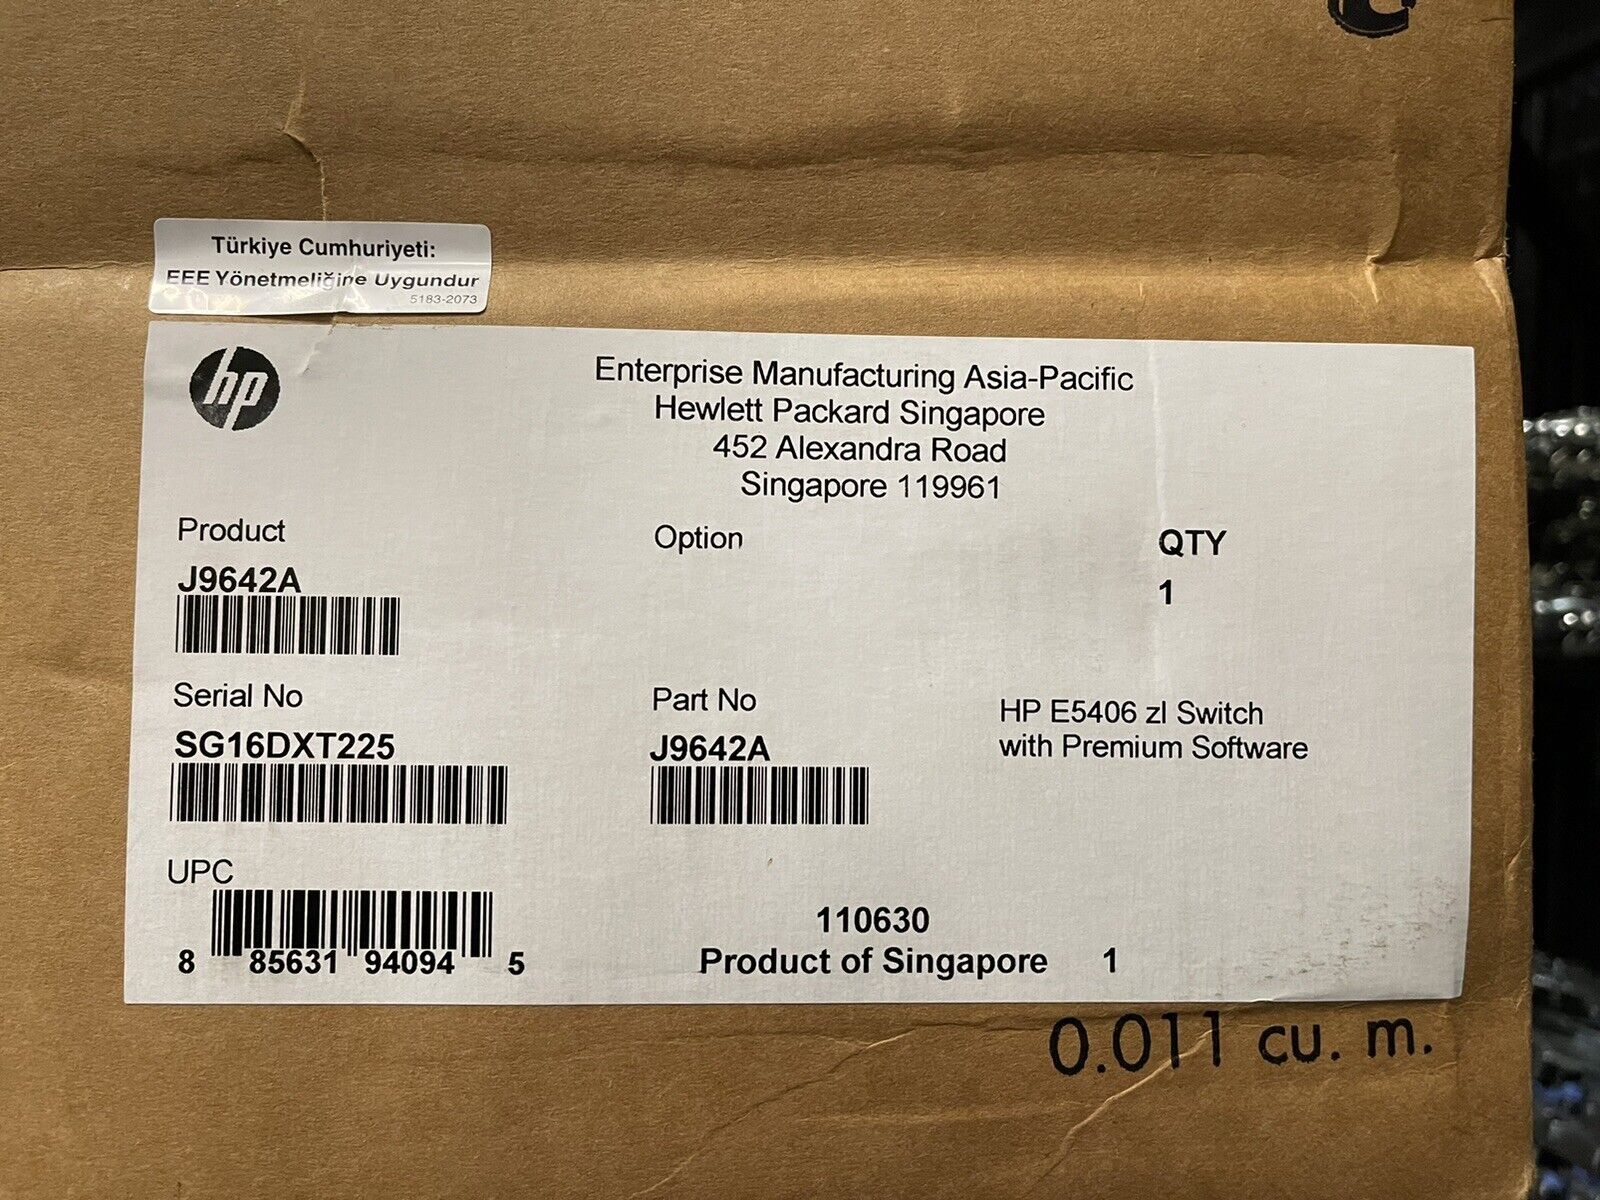 Türkiye Cumhuriyeti:
EEE Yönetmeliğine Uygundur
5183-2073
hp
Enterprise Manufacturing Asia-Pacific
Hewlett Packard Singapore
452 Alexandra Road
Singapore 119961
Product
Option
QTY
J9642A
1
Serial No
Part No
HP E5406 zl Switch
with Premium Software
SG16DXT225
J9642A
UPC
8 85631 94094 5
110630
Product of Singapore 1
0.011 cu. m.